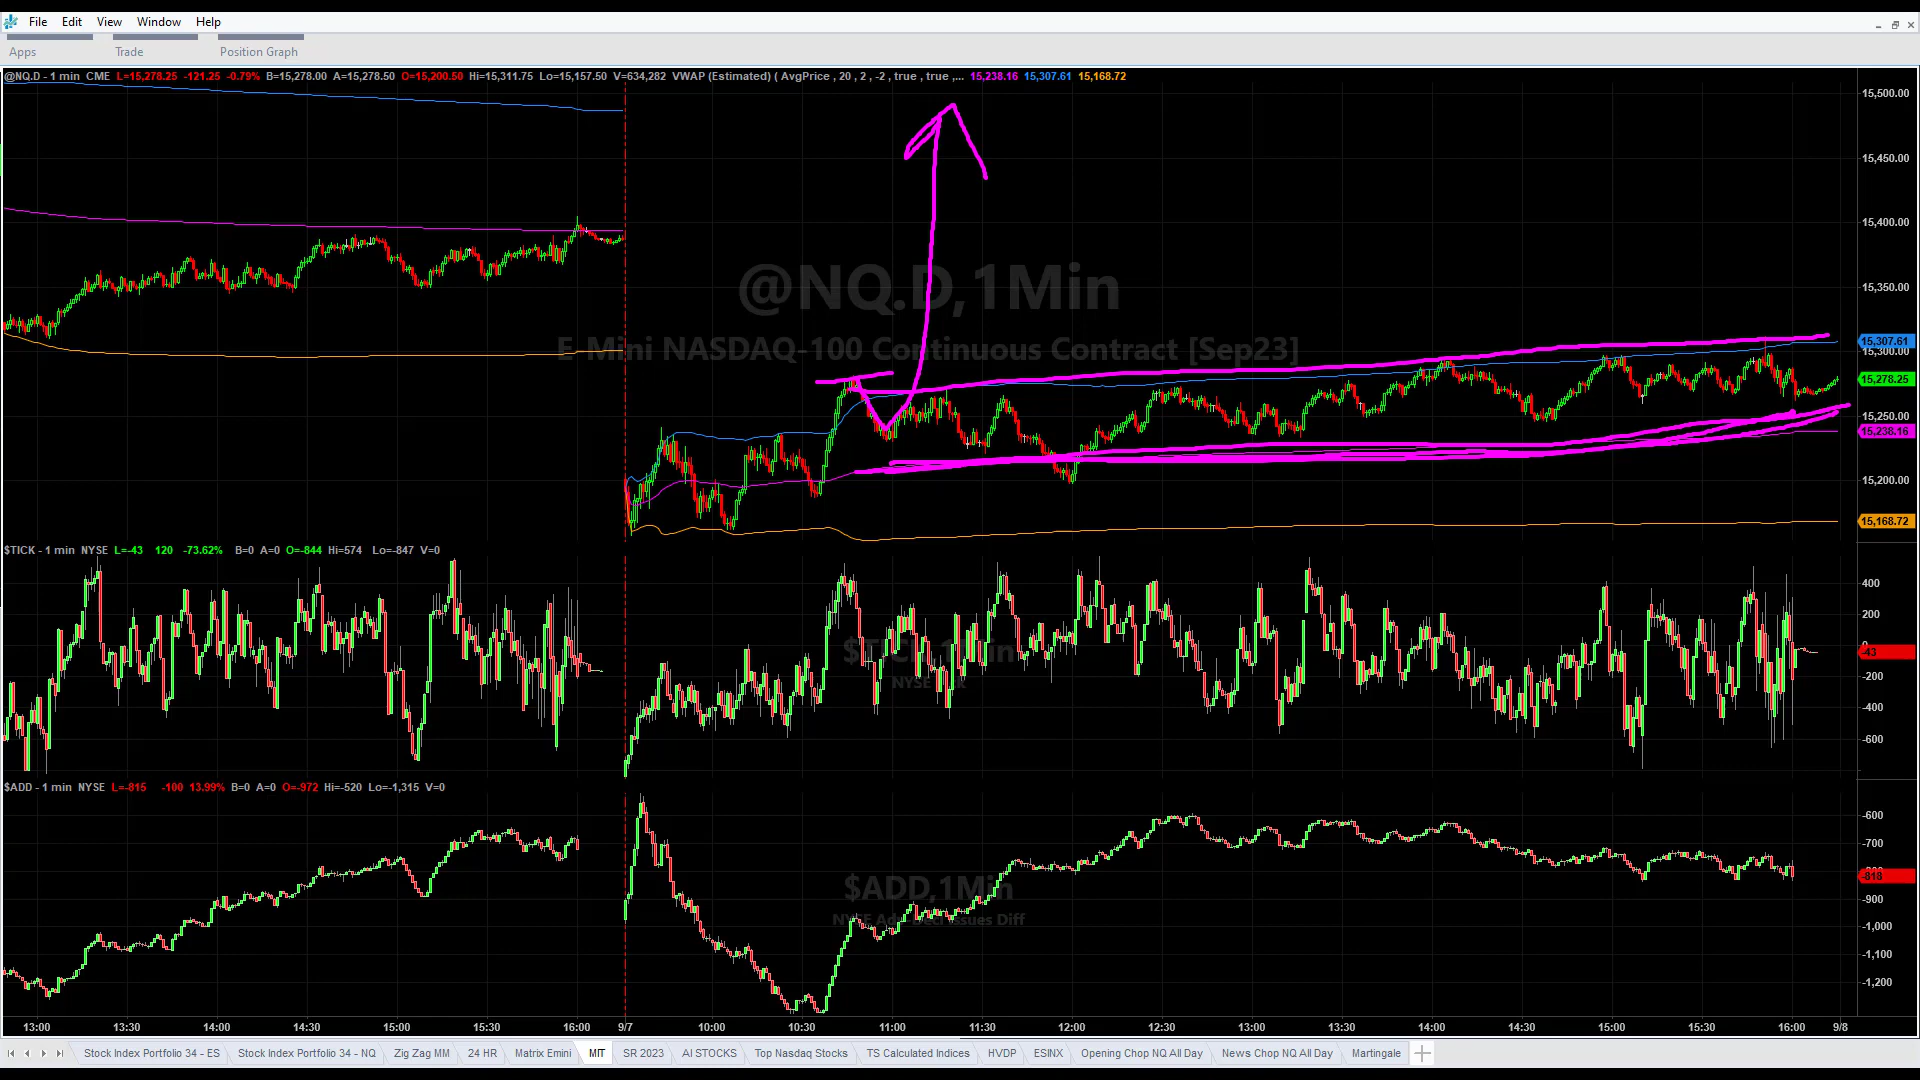 File Edit View Window Help
Apps Trade Position Graph
@NQ.D - 1 min CME L=15,278.25 -121.25 -0.79% B=15,278.00 A=15,278.50 O=15,200.50 Hi=15,311.75 Lo=15,157.50 V=634,282 VWAP (Estimated) ( AvgPrice , 20 , 2 , -2 , true , true ,... 15,238.16 15,307.61 15,168.72
15,500.00
15,450.00
15,400.00
15,350.00
@NQ.D,1Min
E-Mini NASDAQ-100 Continuous Contract [Sep23]
15,307.61
15,300.00
15,278.25
15,250.00
15,238.16
15,200.00
15,168.72
$TICK - 1 min NYSE L=-43 120 -73.62% B=0 A=0 O=-844 Hi=574 Lo=-847 V=0
400
200
0
-43
-200
-400
-600
$ADD - 1 min NYSE L=-815 -100 13.99% B=0 A=0 O=-972 Hi=-520 Lo=-1,315 V=0
-600
-700
-818
-900
-1,000
-1,100
-1,200
$ADD,1Min
13:00 13:30 14:00 14:30 15:00 15:30 16:00 9/7 10:00 10:30 11:00 11:30 12:00 12:30 13:00 13:30 14:00 14:30 15:00 15:30 16:00 9/8
Stock Index Portfolio 34 - ES Stock Index Portfolio 34 - NQ Zig Zag MM 24 HR Matrix Emini MIT SR 2023 AI STOCKS Top Nasdaq Stocks TS Calculated Indices HVDP ESINX Opening Chop NQ All Day News Chop NQ All Day Martingale